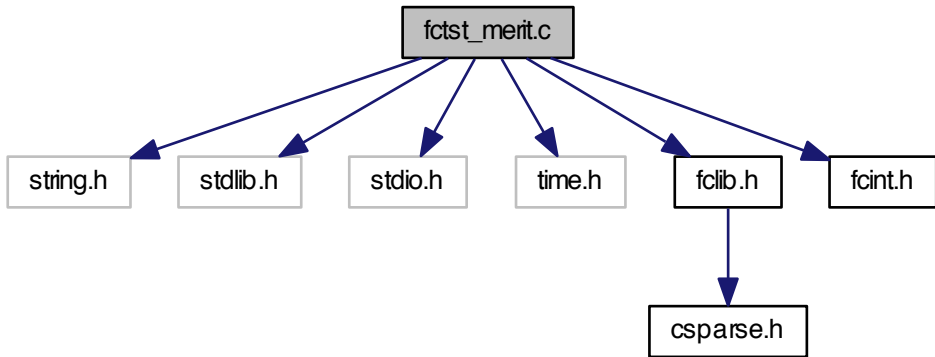 fctst_merit.c
string.h
stdlib.h
stdio.h
time.h
fclib.h
fcint.h
csparse.h